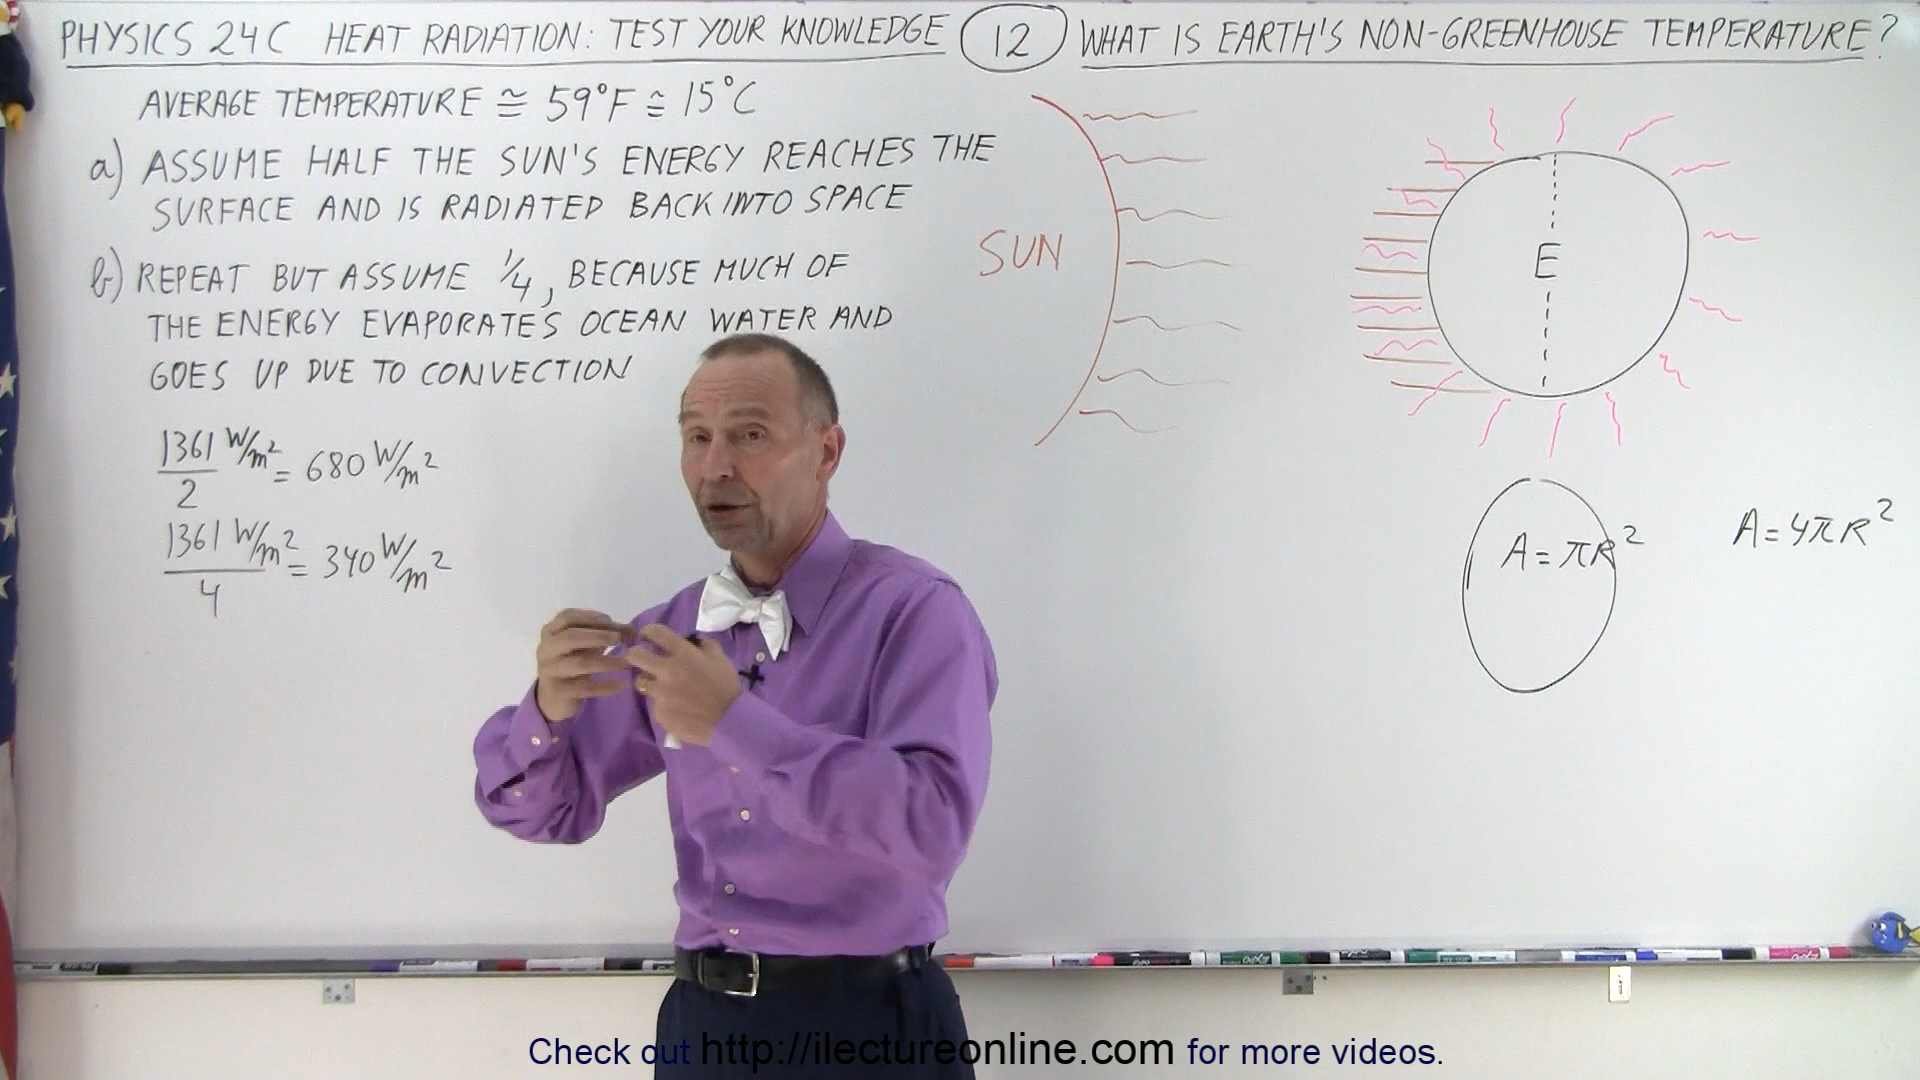 PHYSICS 24C HEAT RADIATION: TEST YOUR KNOWLEDGE 12 WHAT IS EARTH'S NON-GREENHOUSE TEMPERATURE?
AVERAGE TEMPERATURE ≅ 59°F ≅ 15°C
a) ASSUME HALF THE SUN'S ENERGY REACHES THE
SURFACE AND IS RADIATED BACK INTO SPACE
b) REPEAT BUT ASSUME 1/4, BECAUSE MUCH OF
THE ENERGY EVAPORATES OCEAN WATER AND
GOES UP DUE TO CONVECTION
1361 W/m²
2
= 680 W/m²
1361 W/m²
4
= 340 W/m²
SUN
E
A = πR²
A = 4πR²
Check out http://ilectureonline.com for more videos.